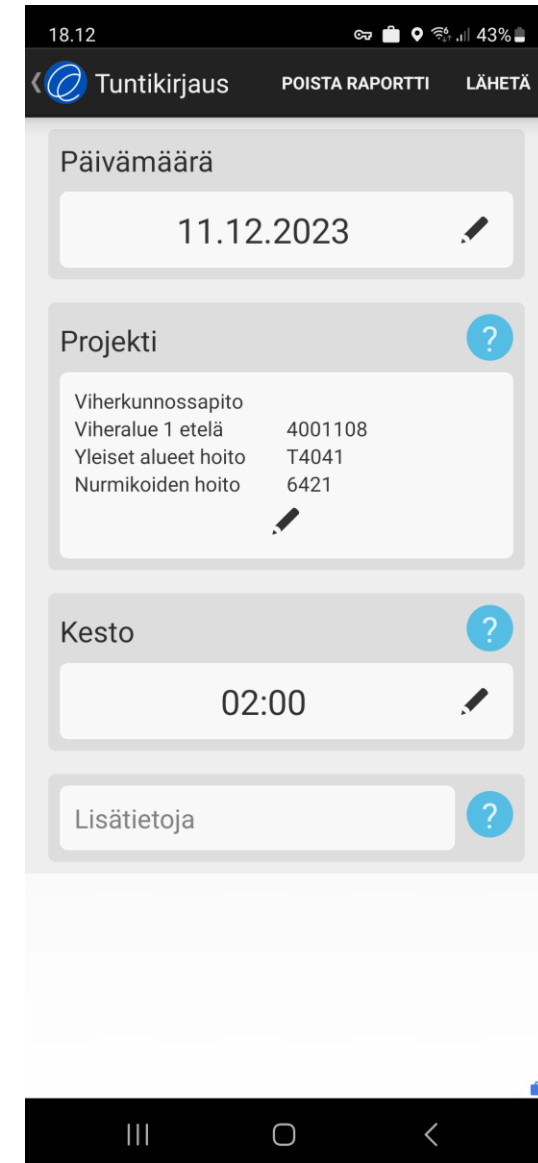 18.12
43%
Tuntikirjaus POISTA RAPORTTI LÄHETÄ
Päivämäärä
11.12.2023
Projekti ?
Viherkunnossapito
Viheralue 1 etelä 4001108
Yleiset alueet hoito T4041
Nurmikoiden hoito 6421
Kesto ?
02:00
Lisätietoja ?